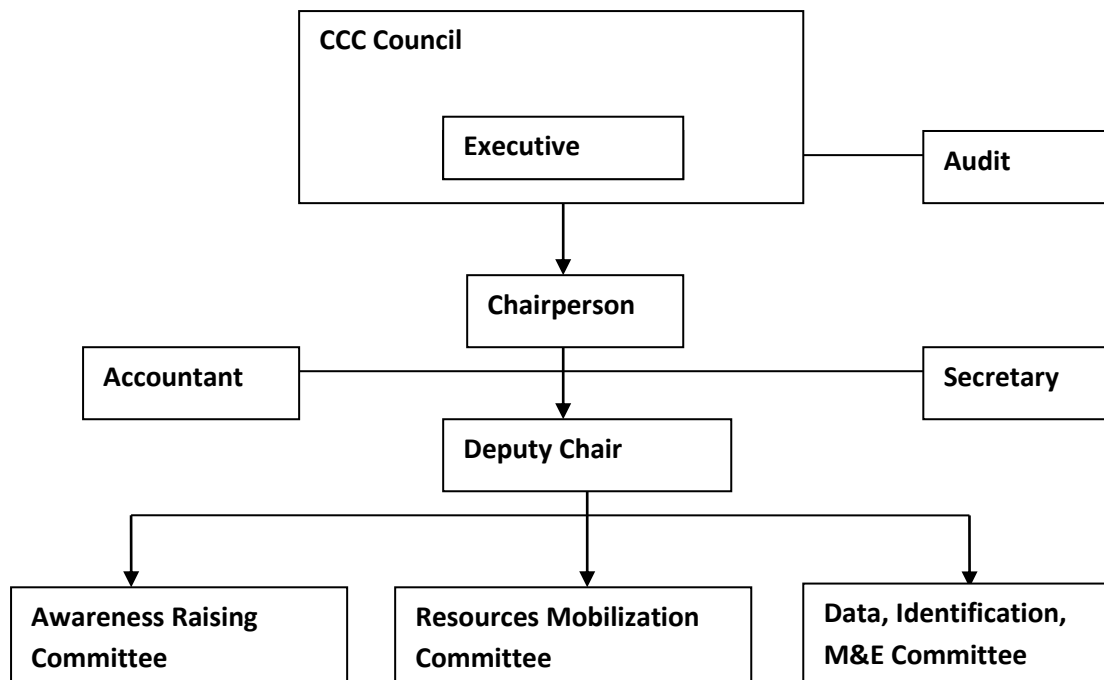 CCC Council
Executive
Audit
Chairperson
Accountant
Secretary
Deputy Chair
Awareness Raising
Committee
Resources Mobilization
Committee
Data, Identification,
M&E Committee